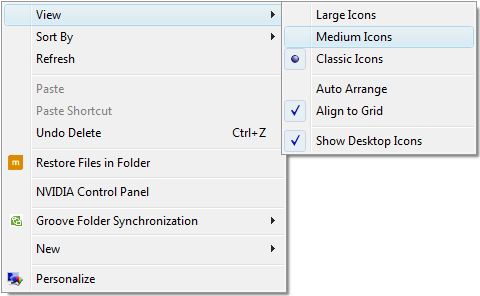 View
Sort By
Refresh
Paste
Paste Shortcut
Undo Delete Ctrl+Z
m Restore Files in Folder
NVIDIA Control Panel
Groove Folder Synchronization
New
Personalize
Large Icons
Medium Icons
Classic Icons
Auto Arrange
Align to Grid
Show Desktop Icons